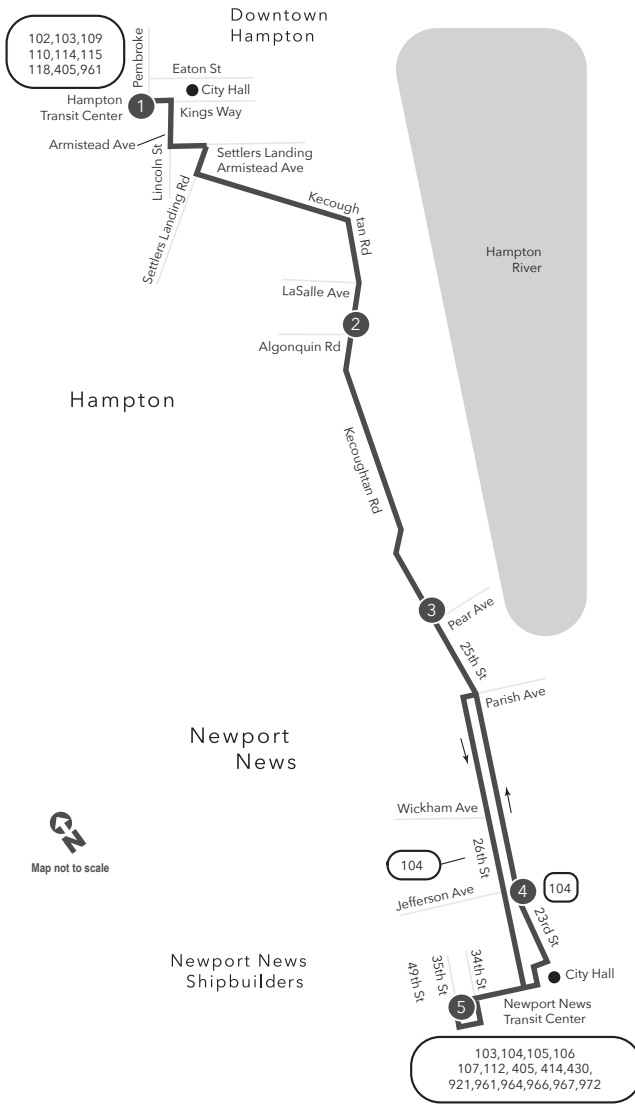 Downtown
Hampton
102,103,109
110,114,115
118,405,961
Pembroke
Eaton St
City Hall
Hampton
Transit Center
1
Kings Way
Armistead Ave
Lincoln St
Settlers Landing
Armistead Ave
Settlers Landing Rd
Kecough tan Rd
Hampton
River
LaSalle Ave
2
Algonquin Rd
Hampton
Kecoughtan Rd
3
Pear Ave
25th St
Parish Ave
Newport
News
Wickham Ave
N
Map not to scale
104
26th St
4
104
Jefferson Ave
23rd St
Newport News
Shipbuilders
49th St
35th St
34th St
City Hall
5
Newport News
Transit Center
103,104,105,106
107,112, 405, 414,430,
921,961,964,966,967,972